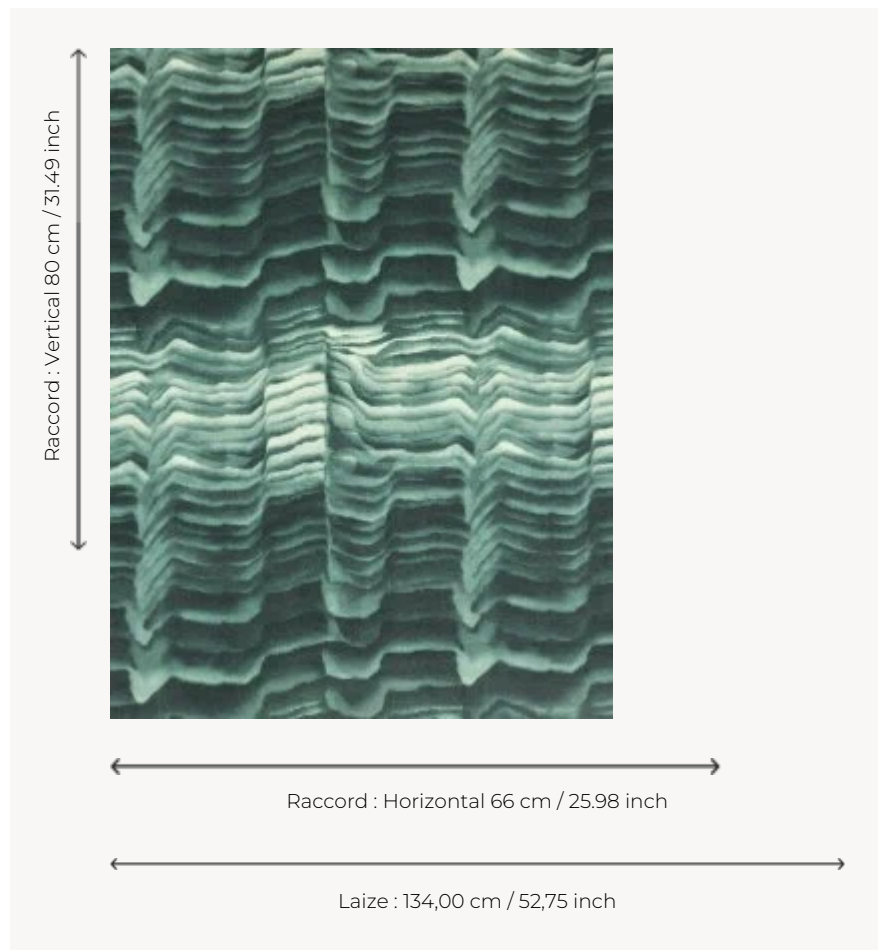 Raccord : Vertical 80 cm / 31.49 inch
Raccord : Horizontal 66 cm / 25.98 inch
Laize : 134,00 cm / 52,75 inch